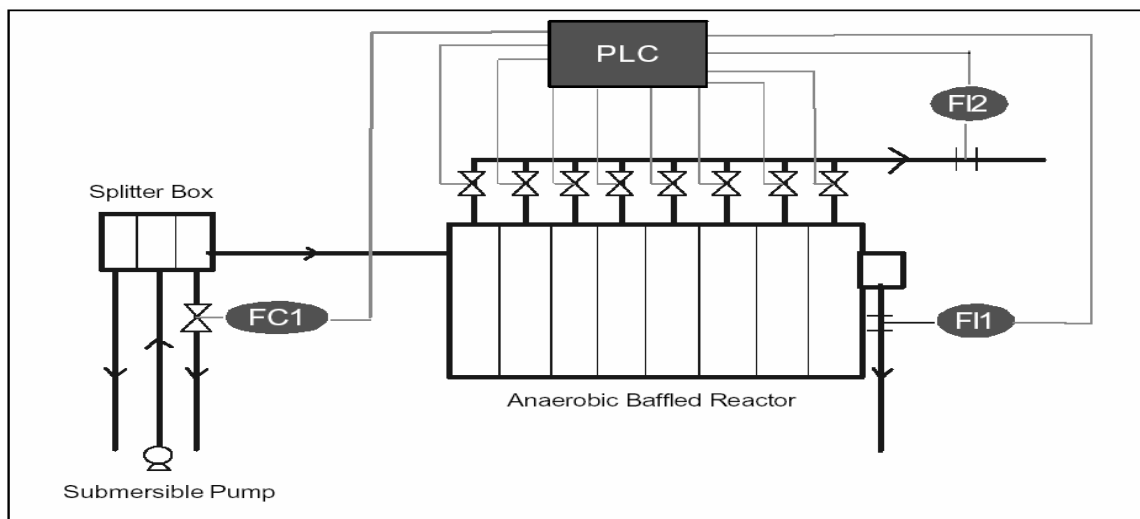 PLC
FI2
Splitter Box
FC1
FI1
Anaerobic Baffled Reactor
Submersible Pump